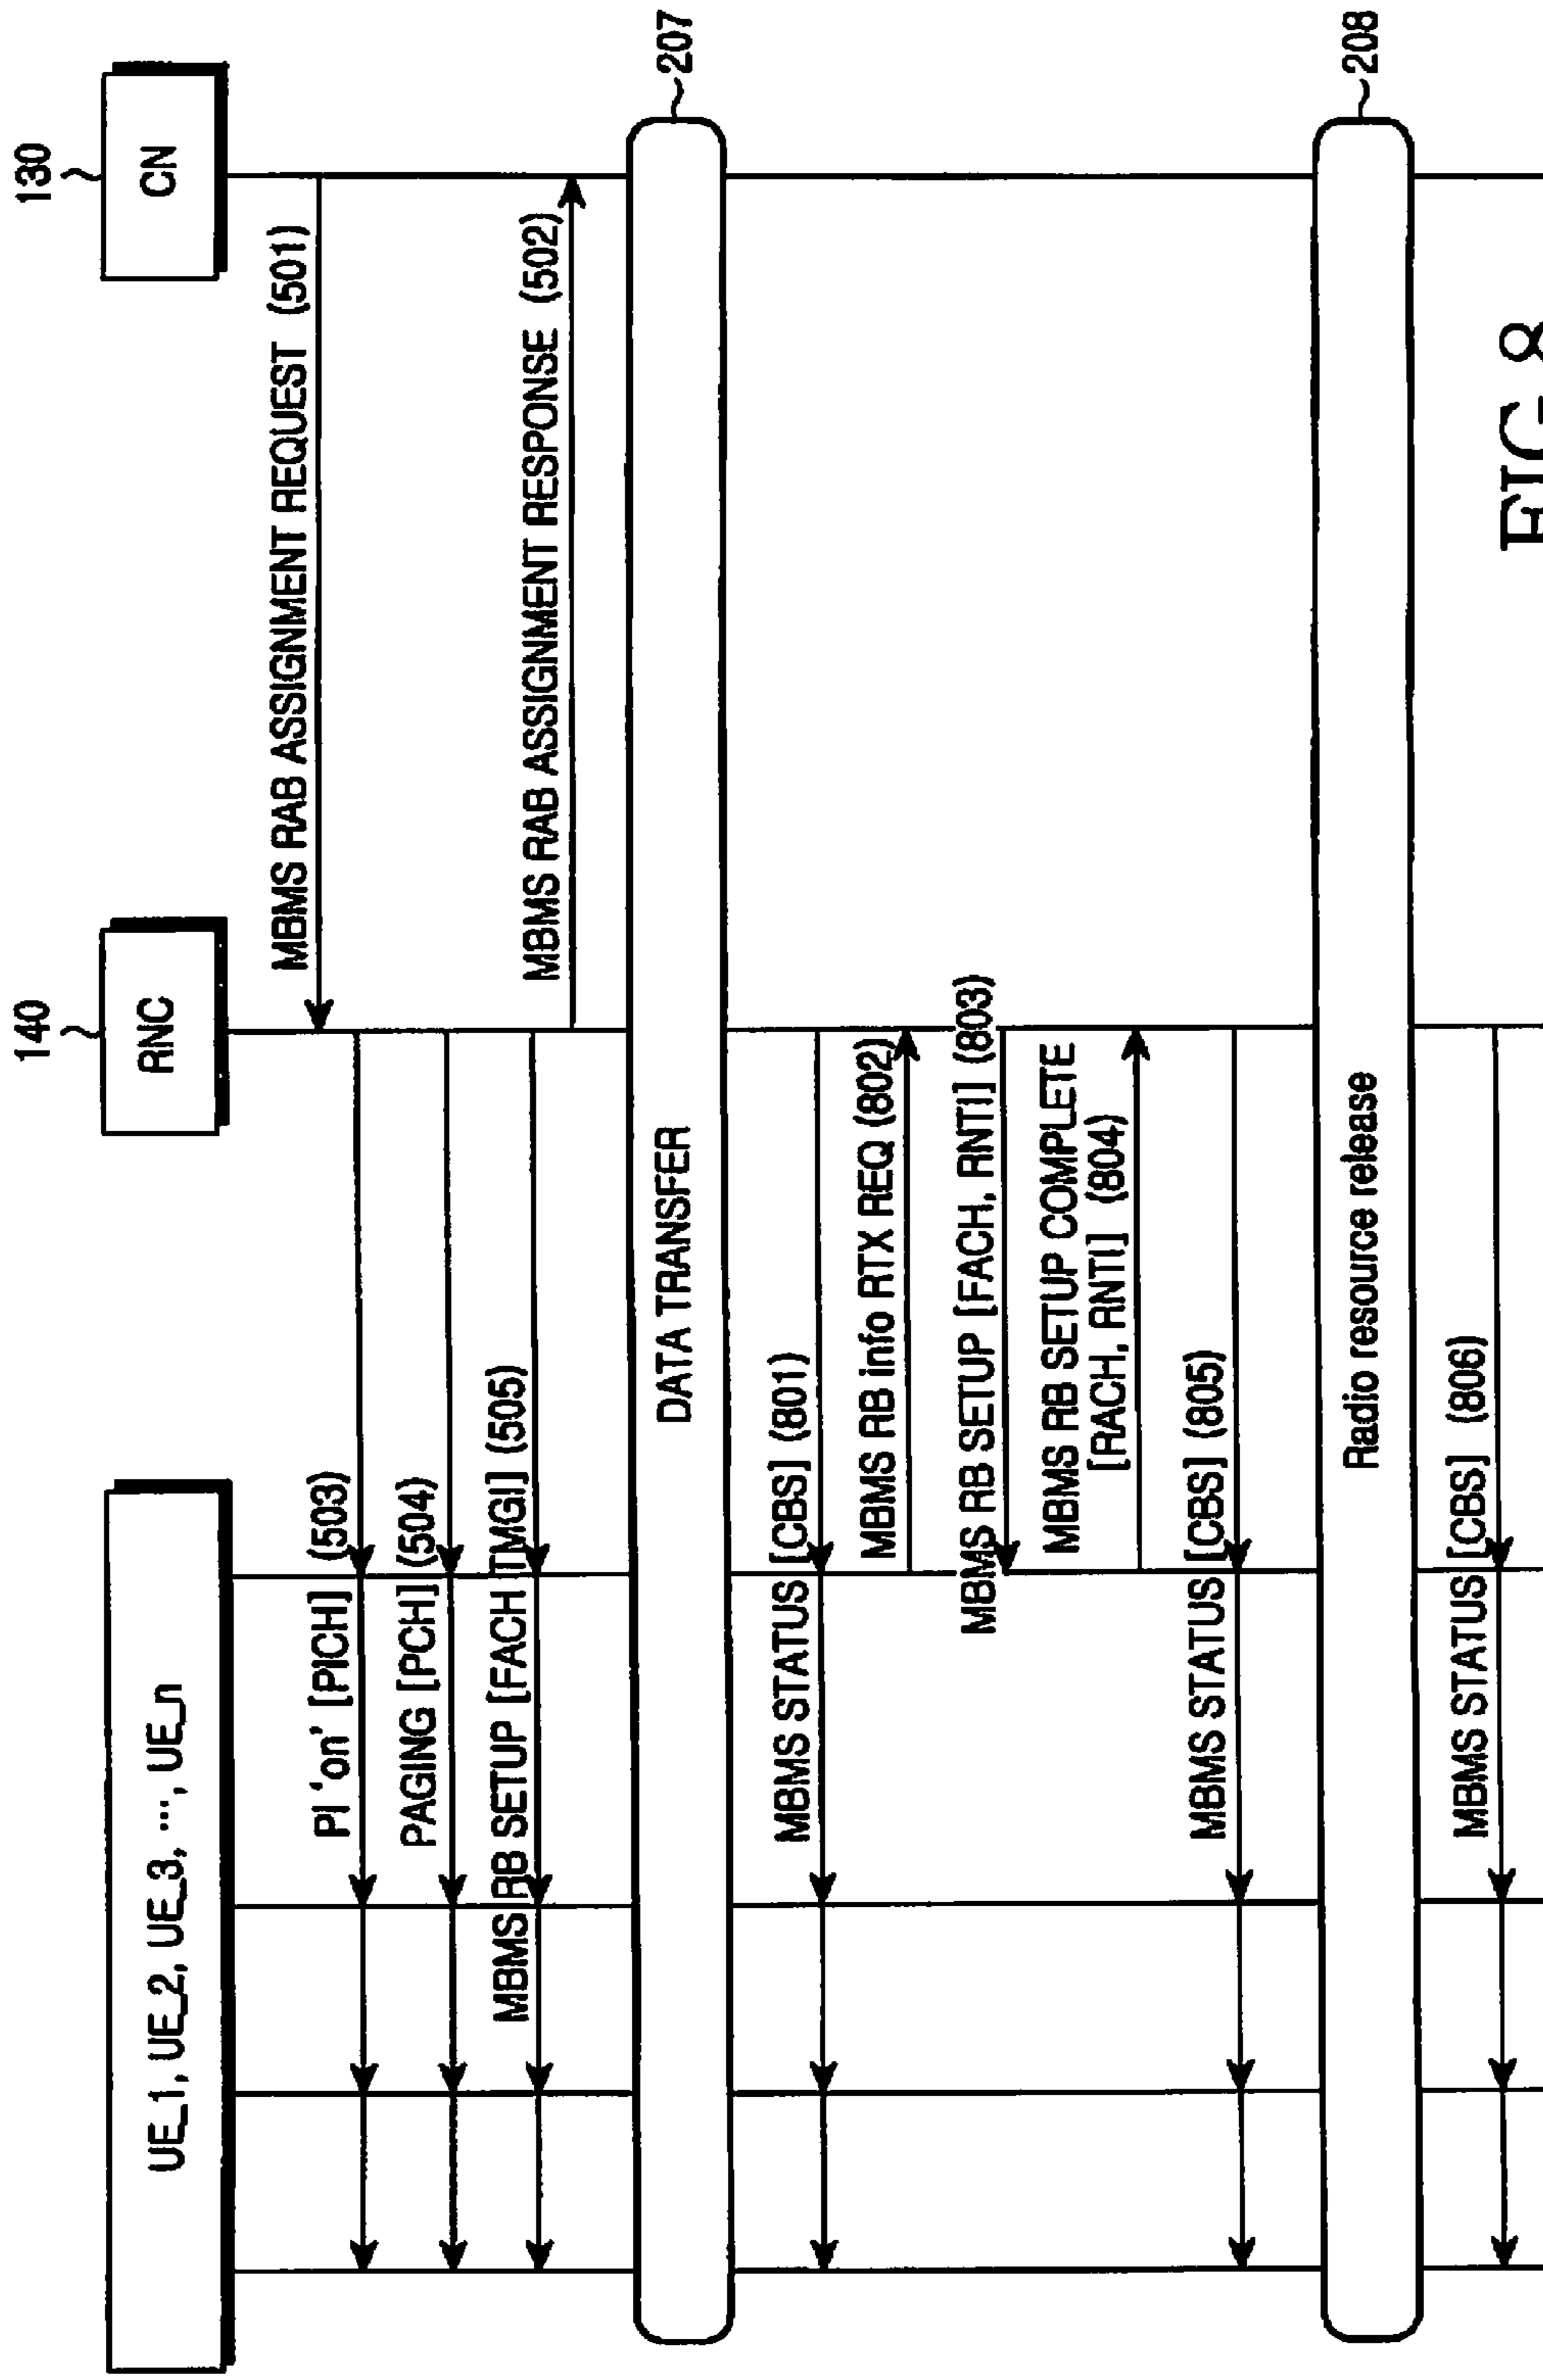 130
140
CN
RNC
UE_1, UE_2, UE_3, ···, UE_n
MBMS RAB ASSIGNMENT REQUEST (501)
PI 'on' [PICH] (503)
PAGING [PCH] (504)
MBMS RB SETUP [FACH TMGI] (505)
MBMS RAB ASSIGNMENT RESPONSE (502)
DATA TRANSFER
207
MBMS STATUS [CBS] (801)
MBMS RB info RTX REQ (802)
MBMS RB SETUP [FACH, RNTI] (803)
MBMS RB SETUP COMPLETE
[RACH, RNTI] (804)
MBMS STATUS [CBS] (805)
Radio resource release
208
MBMS STATUS [CBS] (806)
FIG 8